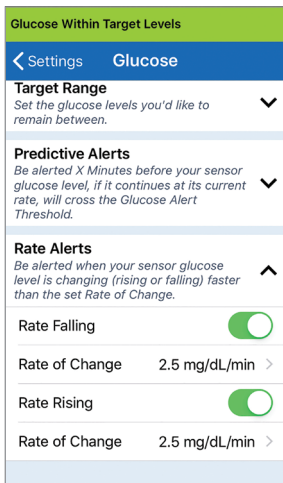 Glucose Within Target Levels
Settings Glucose
Target Range
Set the glucose levels you'd like to
remain between.
Predictive Alerts
Be alerted X Minutes before your sensor
glucose level, if it continues at its current
rate, will cross the Glucose Alert
Threshold.
Rate Alerts
Be alerted when your sensor glucose
level is changing (rising or falling) faster
than the set Rate of Change.
Rate Falling
Rate of Change 2.5 mg/dL/min
Rate Rising
Rate of Change 2.5 mg/dL/min